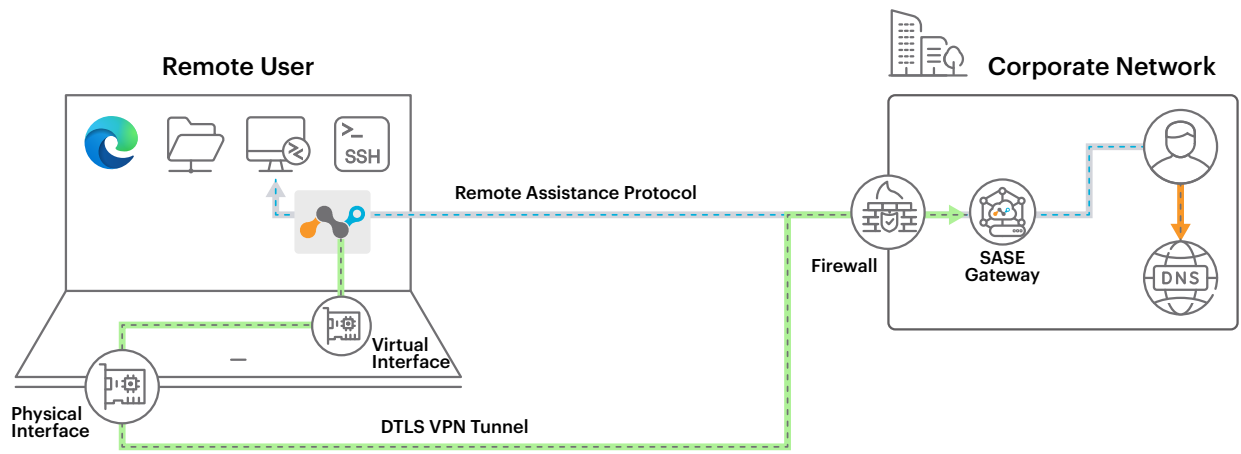 Remote User
Corporate Network
>_
SSH
Remote Assistance Protocol
Firewall
SASE
Gateway
DNS
Virtual
Interface
Physical
Interface
DTLS VPN Tunnel